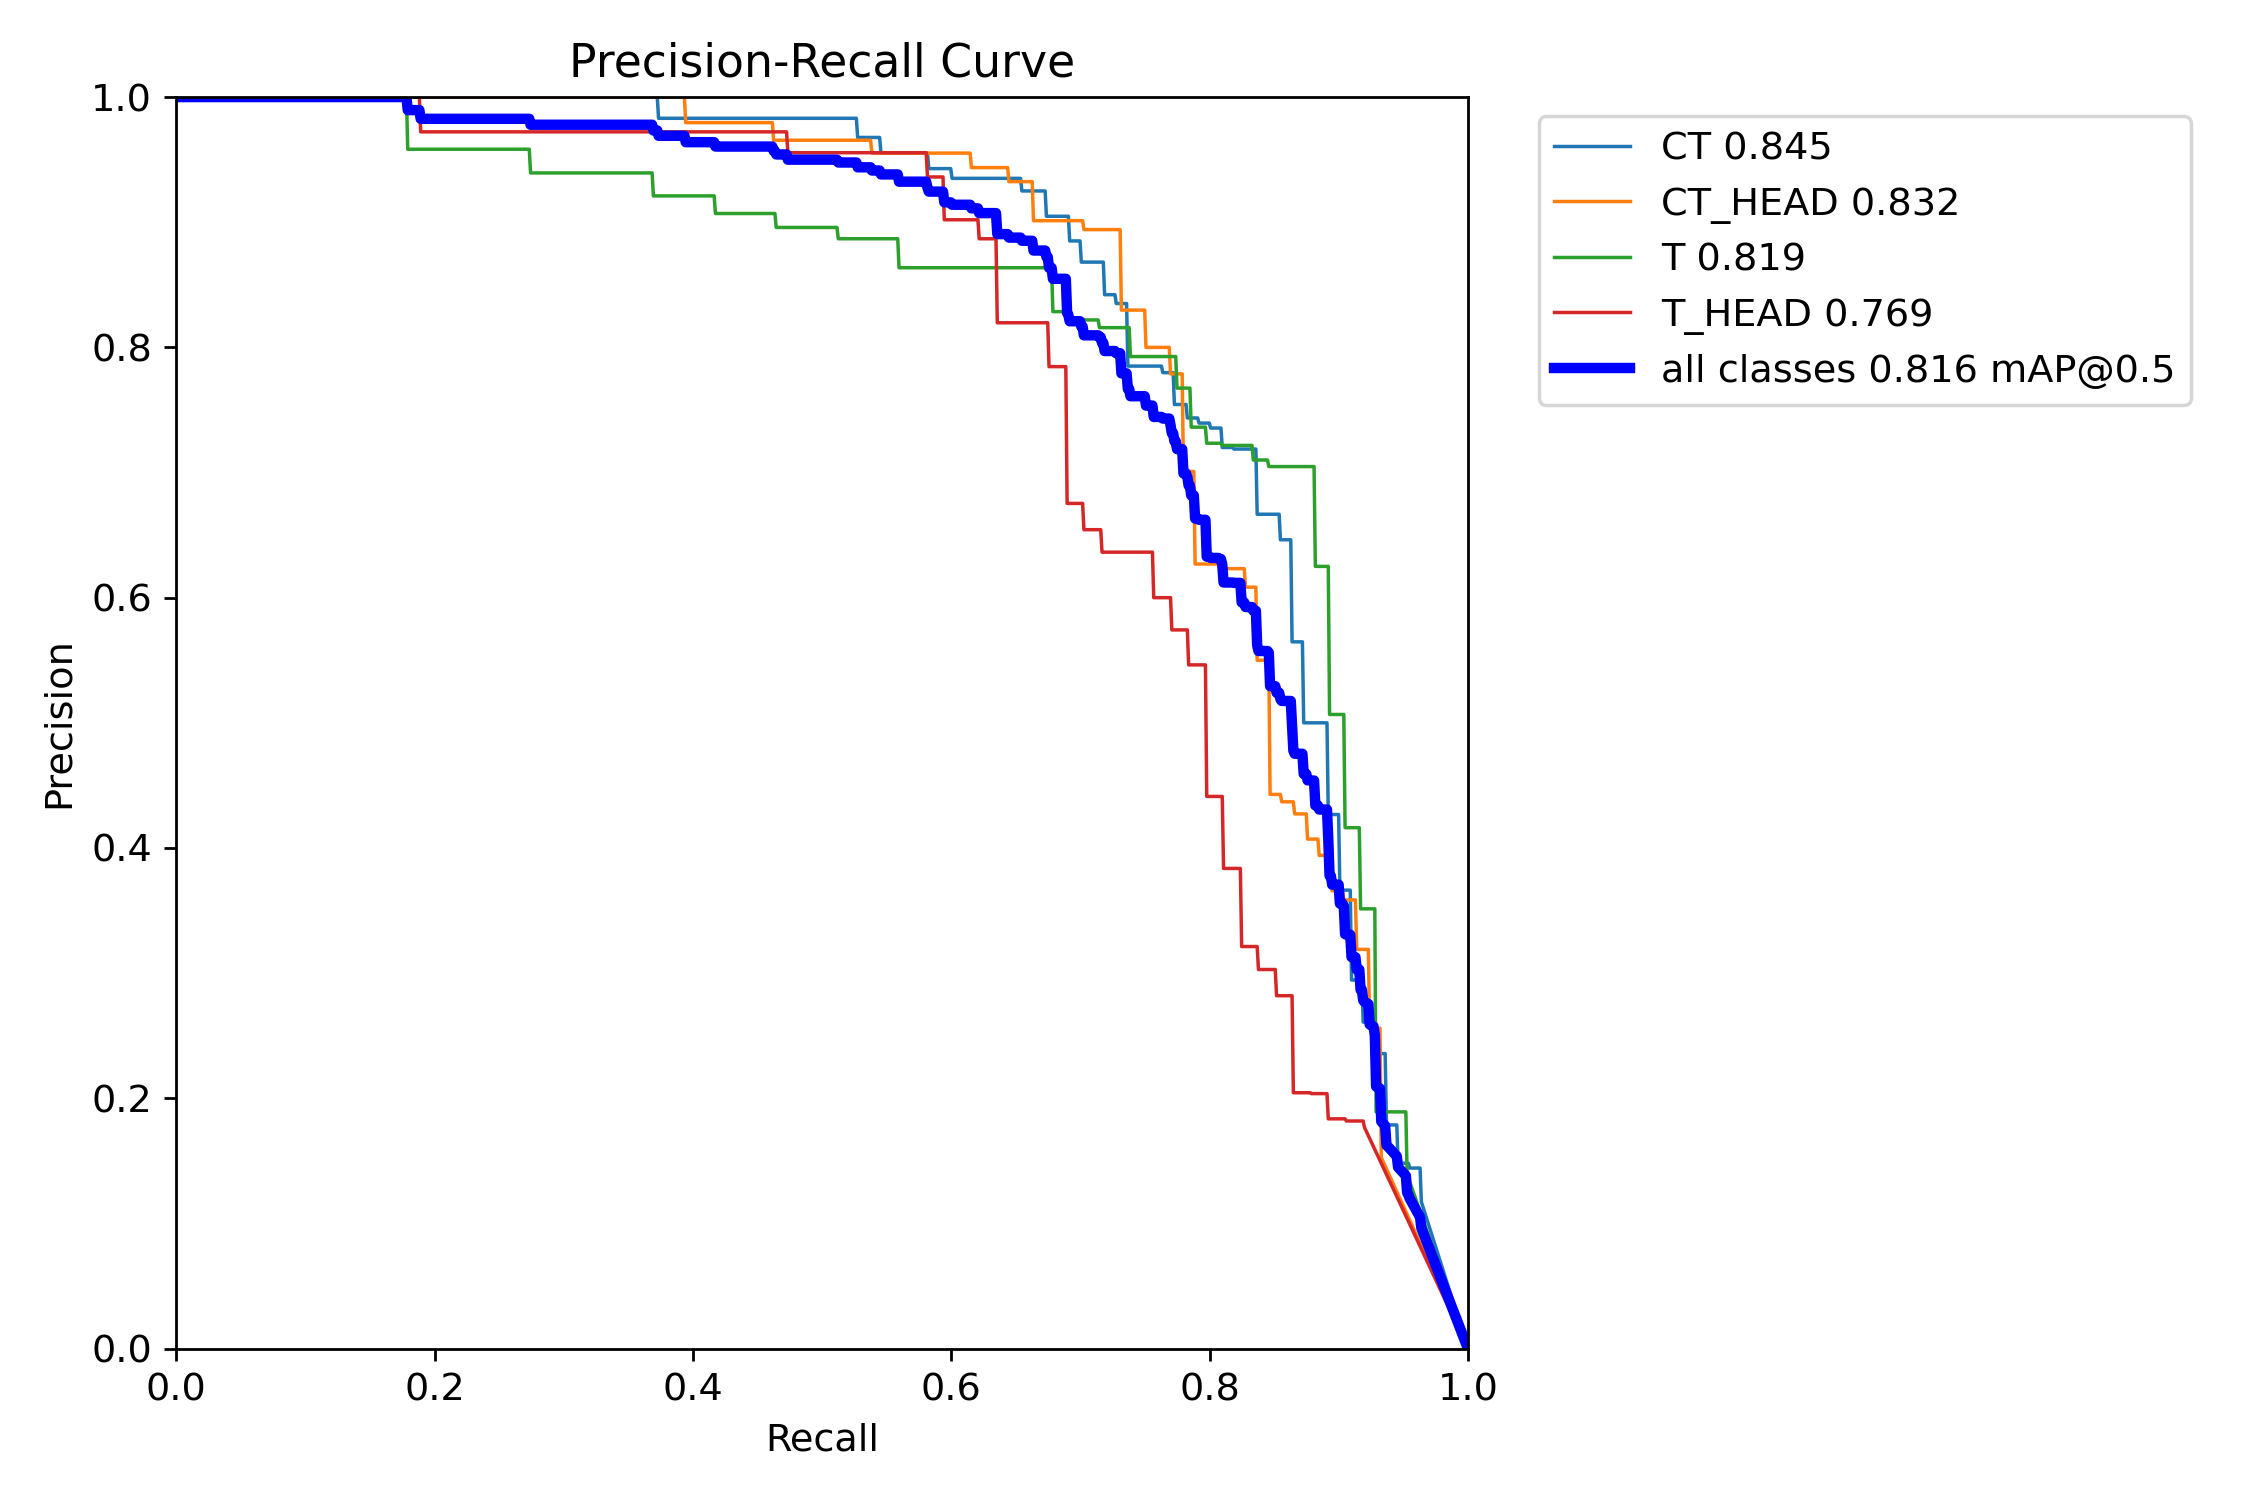 Precision-Recall Curve
1.0
0.8
0.6
0.4
0.2
0.0
Precision
0.0 0.2 0.4 0.6 0.8 1.0
Recall
CT 0.845
CT_HEAD 0.832
T 0.819
T_HEAD 0.769
all classes 0.816 mAP@0.5